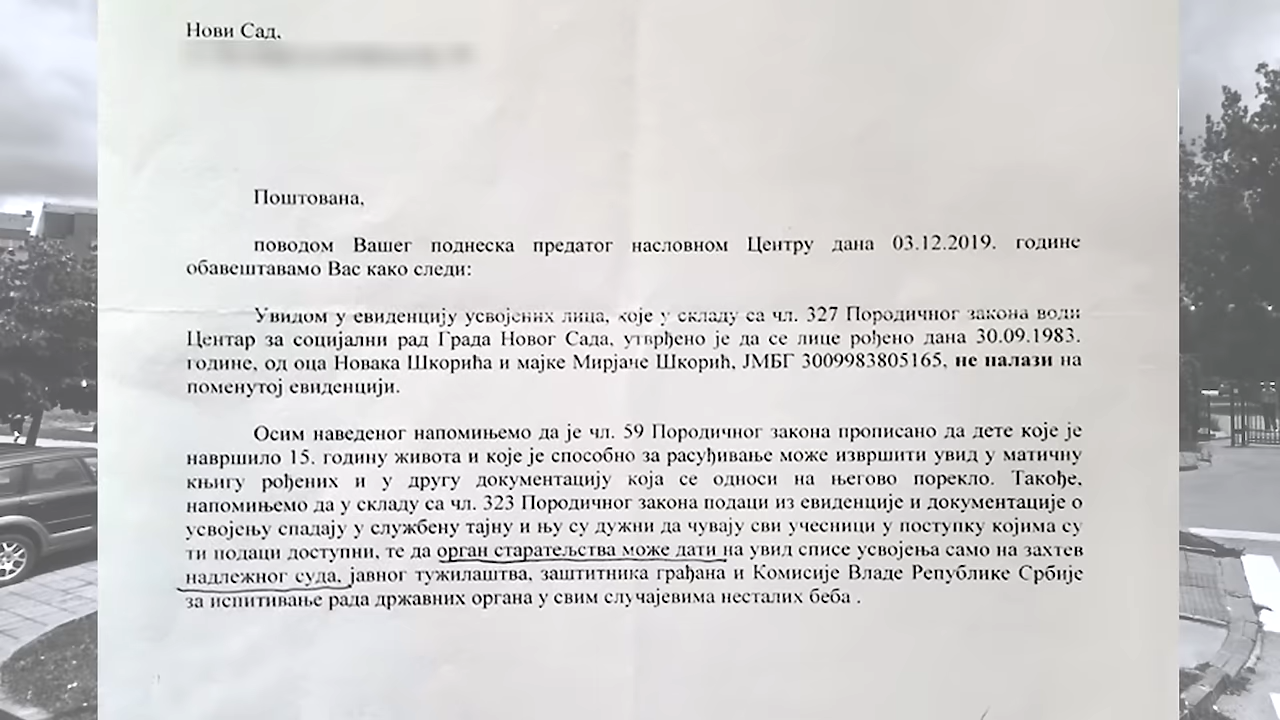 Нови Сад,
Поштована,
поводом Вашег поднеска предатог насловном Центру дана 03.12.2019. године
обавештавамо Вас како следи:
Увидом у евиденцију усвојених лица, које у складу са чл. 327 Породичног закона води
Центар за социјални рад Града Новог Сада, утврђено је да се лице рођено дана 30.09.1983.
године, од оца Новака Шкорића и мајке Мирјане Шкорић, ЈМБГ 3009983805165, не налази на
поменутој евиденцији.
Осим наведеног напомињемо да је чл. 59 Породичног закона прописано да дете које је
навршило 15. годину живота и које је способно за расуђивање може извршити увид у матичну
књигу рођених и у другу документацију која се односи на његово порекло. Такође,
напомињемо да у складу са чл. 323 Породичног закона подаци из евиденције и документације о
усвојењу спадају у службену тајну и њу су дужни да чувају сви учесници у поступку којима су
ти подаци доступни, те да орган старатељства може дати на увид списе усвојења само на захтев
надлежног суда, јавног тужилаштва, заштитника грађана и Комисије Владе Републике Србије
за испитивање рада државних органа у свим случајевима несталих беба .